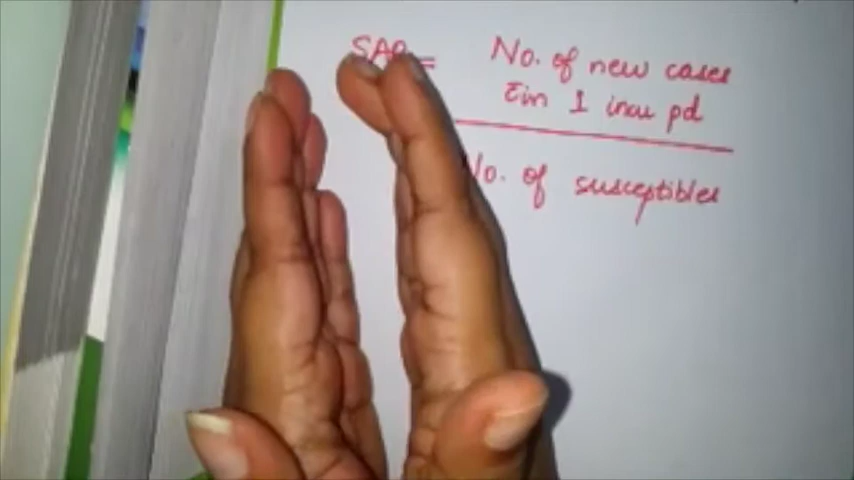 SAR =
No. of new cases
in 1 incu pd
No. of susceptibles